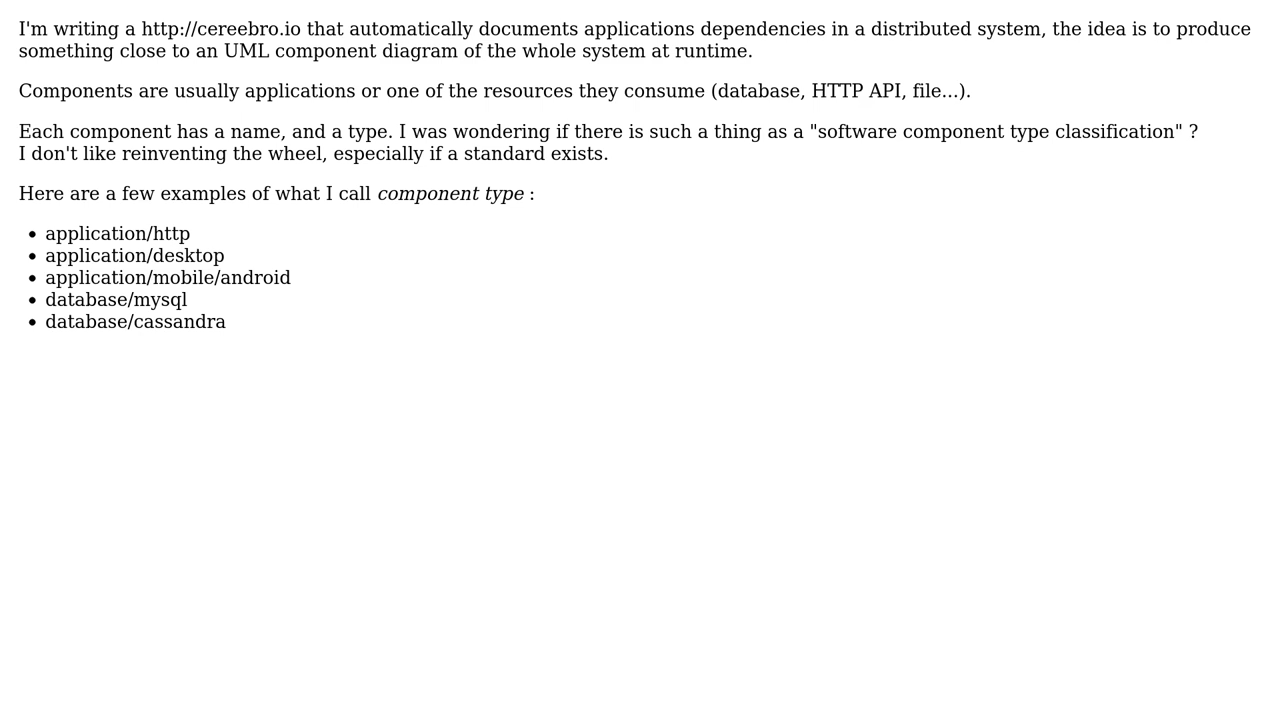 I'm writing a http://cereebro.io that automatically documents applications dependencies in a distributed system, the idea is to produce
something close to an UML component diagram of the whole system at runtime.
Components are usually applications or one of the resources they consume (database, HTTP API, file...).
Each component has a name, and a type. I was wondering if there is such a thing as a "software component type classification" ?
I don't like reinventing the wheel, especially if a standard exists.
Here are a few examples of what I call component type :
• application/http
• application/desktop
• application/mobile/android
• database/mysql
• database/cassandra